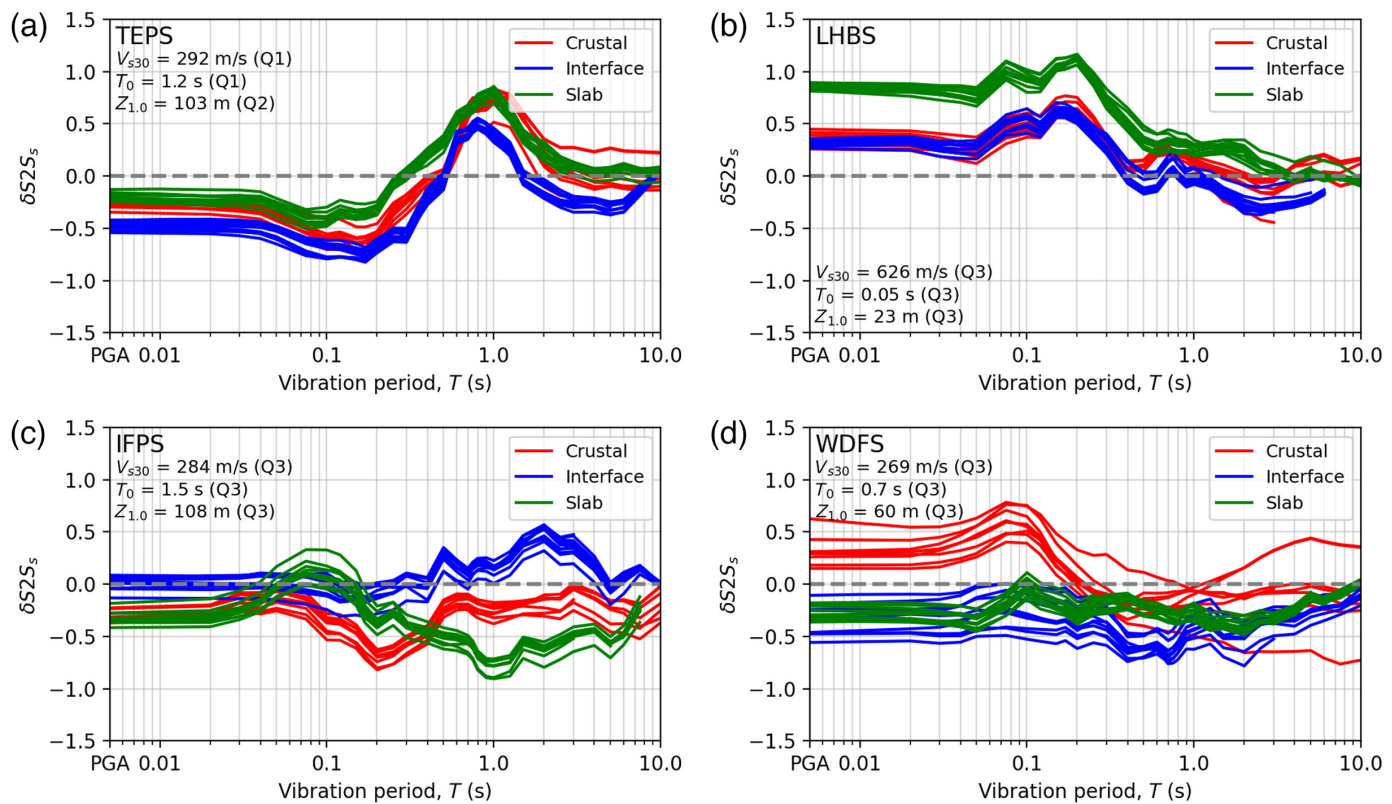 (a)
TEPS
Vs30 = 292 m/s (Q1)
T0 = 1.2 s (Q1)
Z1.0 = 103 m (Q2)
Crustal
Interface
Slab
1.5
1.0
0.5
0.0
−0.5
−1.0
−1.5
δS2Ss
PGA 0.01 0.1 1.0 10.0
Vibration period, T (s)
(b)
LHBS
Crustal
Interface
Slab
Vs30 = 626 m/s (Q3)
T0 = 0.05 s (Q3)
Z1.0 = 23 m (Q3)
1.5
1.0
0.5
0.0
−0.5
−1.0
−1.5
δS2Ss
PGA 0.01 0.1 1.0 10.0
Vibration period, T (s)
(c)
IFPS
Vs30 = 284 m/s (Q3)
T0 = 1.5 s (Q3)
Z1.0 = 108 m (Q3)
Crustal
Interface
Slab
1.5
1.0
0.5
0.0
−0.5
−1.0
−1.5
δS2Ss
PGA 0.01 0.1 1.0 10.0
Vibration period, T (s)
(d)
WDFS
Vs30 = 269 m/s (Q3)
T0 = 0.7 s (Q3)
Z1.0 = 60 m (Q3)
Crustal
Interface
Slab
1.5
1.0
0.5
0.0
−0.5
−1.0
−1.5
δS2Ss
PGA 0.01 0.1 1.0 10.0
Vibration period, T (s)